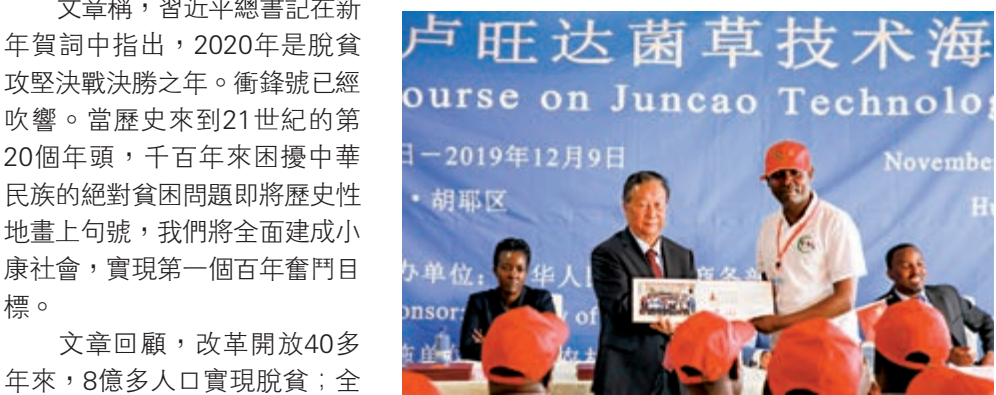 文章稱，習近平總書記在新
年賀詞中指出，2020年是脫貧
攻堅決戰決勝之年。衝鋒號已經
吹響。當歷史來到21世紀的第
20個年頭，千百年來困擾中華
民族的絕對貧困問題即將歷史性
地畫上句號，我們將全面建成小
康社會，實現第一個百年奮鬥目
標。
文章回顧，改革開放40多
年來，8億多人口實現脫貧；全
卢旺达菌草技术海
ourse on Juncao Technolog
日－2019年12月9日
Novembe
·胡耶区
Hu
办单位：
华人
商务部
onsor:
y of